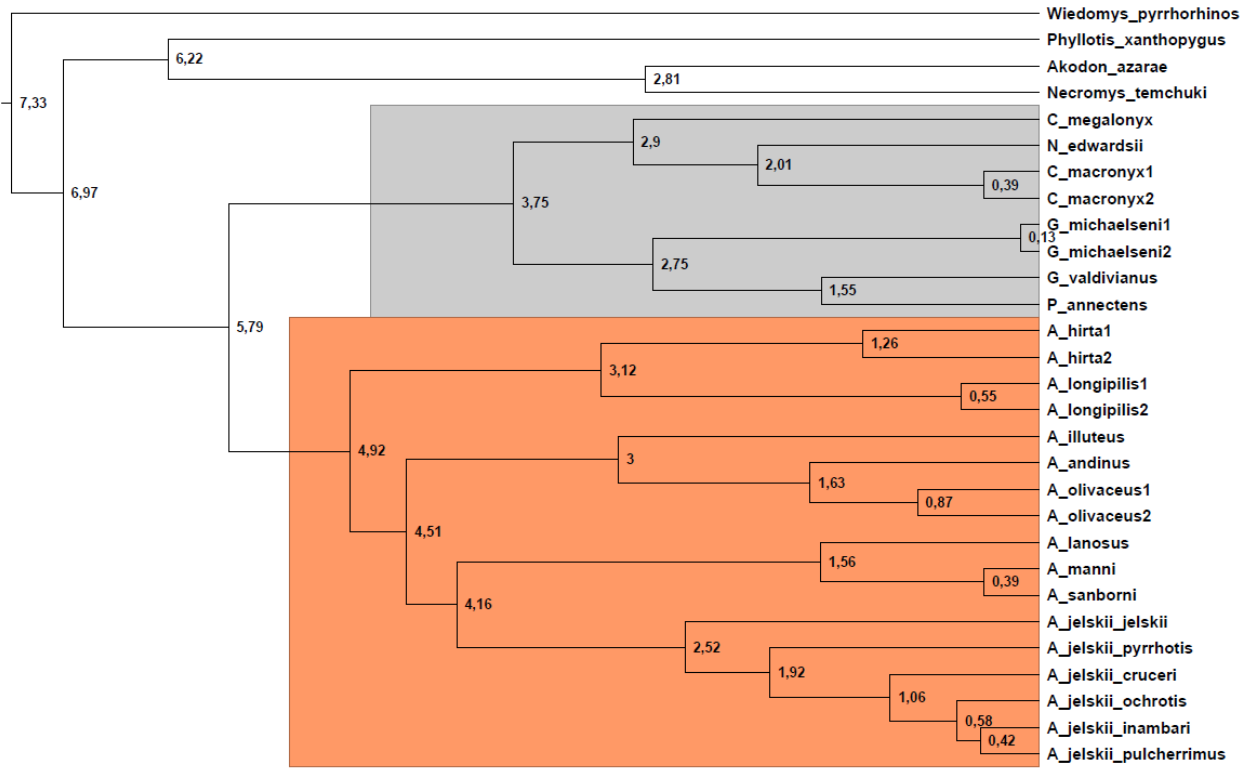 Wiedomys_pyrrhorhinos
Phyllotis_xanthopygus
6,22
Akodon_azarae
2,81
Necromys_temchuki
7,33
C_megalonyx
2,9
N_edwardsii
2,01
C_macronyx1
0,39
6,97
C_macronyx2
3,75
G_michaelseni1
0,13
G_michaelseni2
2,75
G_valdivianus
1,55
P_annectens
5,79
A_hirta1
1,26
A_hirta2
3,12
A_longipilis1
0,55
A_longipilis2
A_illuteus
4,92
3
A_andinus
1,63
A_olivaceus1
0,87
A_olivaceus2
4,51
A_lanosus
1,56
A_manni
0,39
A_sanborni
4,16
A_jelskii_jelskii
2,52
A_jelskii_pyrrhotis
1,92
A_jelskii_cruceri
1,06
A_jelskii_ochrotis
0,58
A_jelskii_inambari
0,42
A_jelskii_pulcherrimus